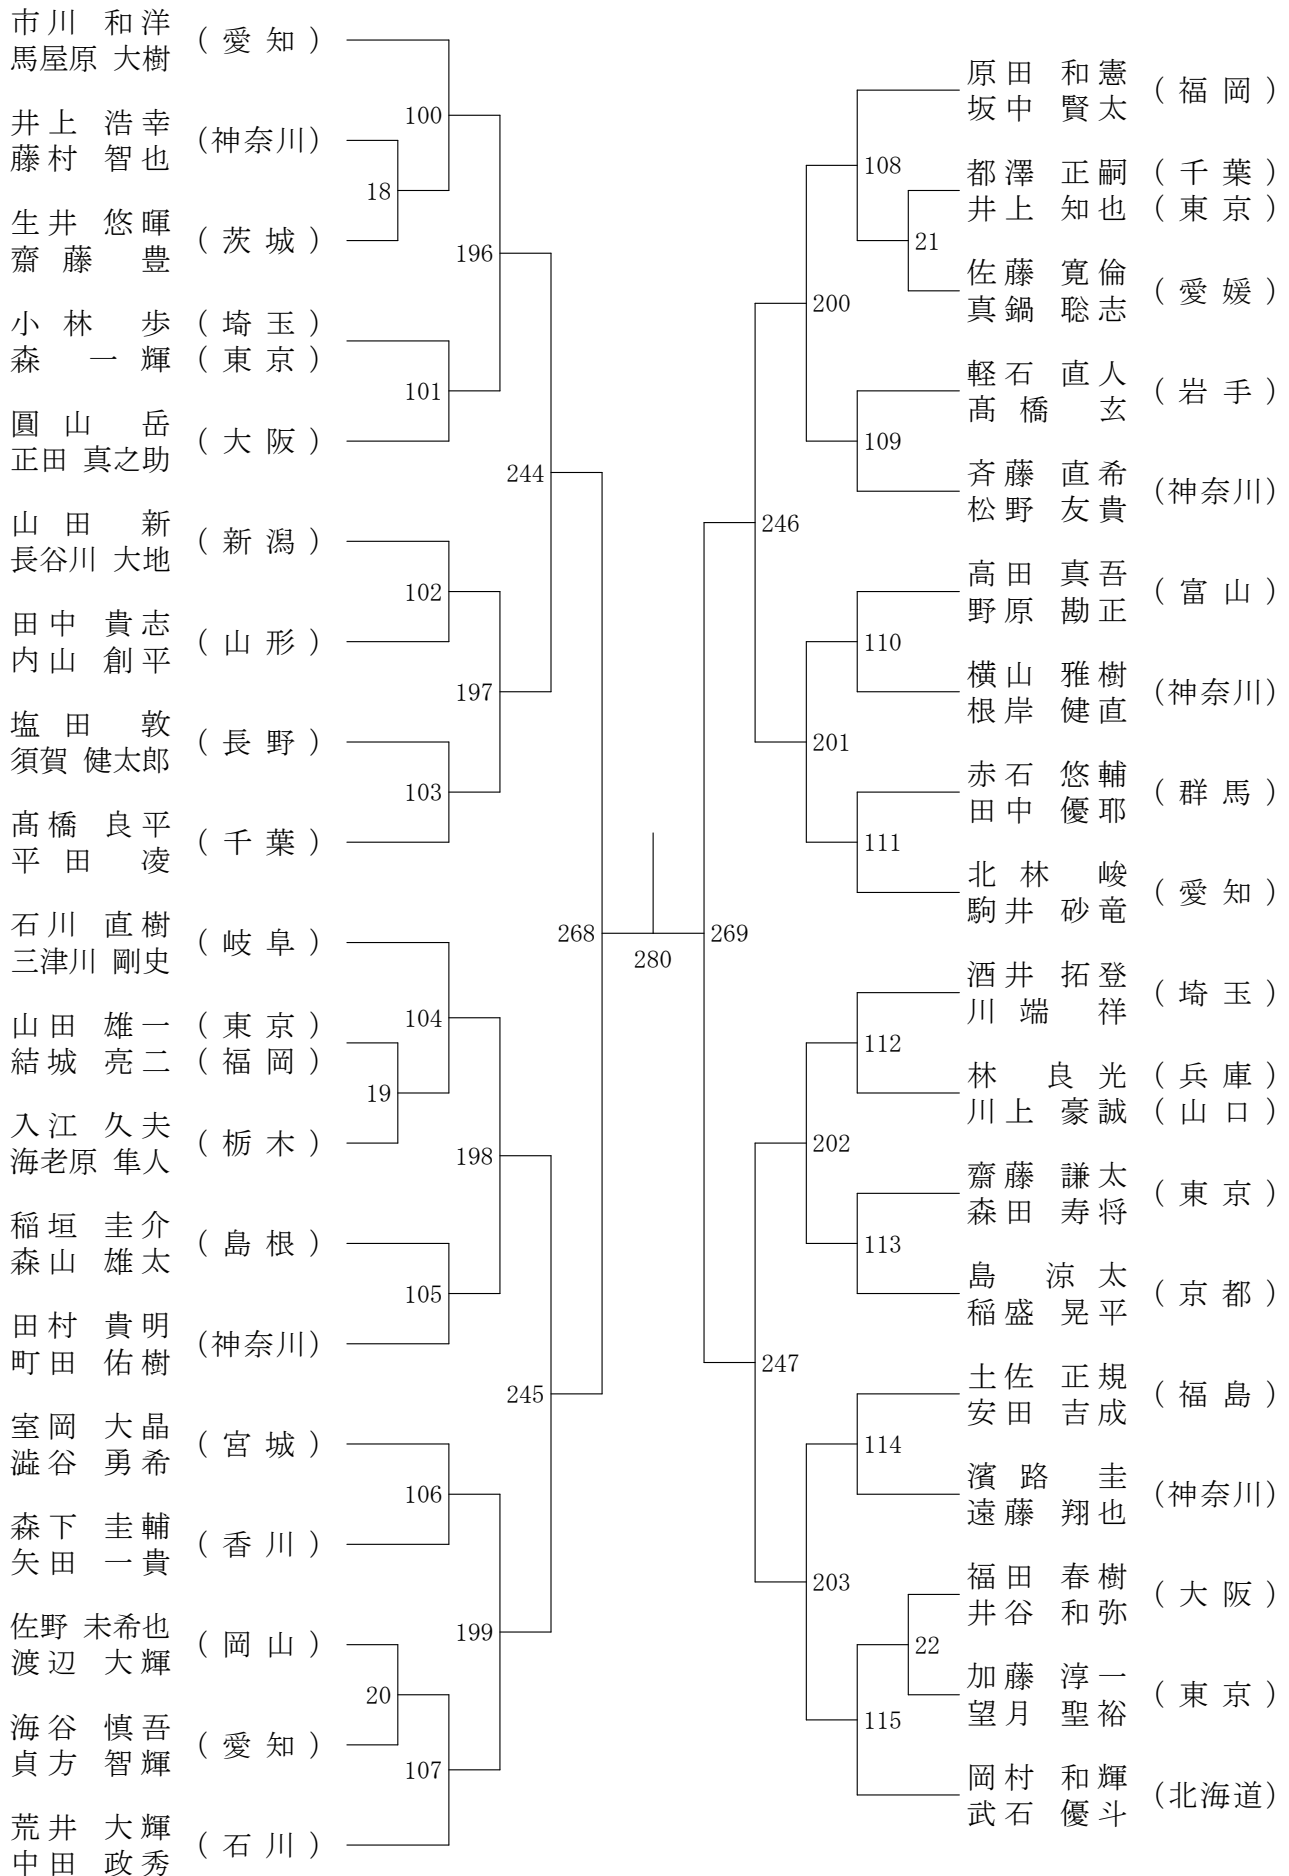 市川 和洋 (愛知)
馬屋原 大樹
井上 浩幸 (神奈川)
藤村 智也
生井 悠暉 (茨城)
齋藤 豊
小林 歩 (埼玉)
森 一輝 (東京)
圓山 岳 (大阪)
正田 真之助
山田 新 (新潟)
長谷川 大地
田中 貴志 (山形)
内山 創平
塩田 敦 (長野)
須賀 健太郎
髙橋 良平 (千葉)
平田 凌
石川 直樹 (岐阜)
三津川 剛史
山田 雄一 (東京)
結城 亮二 (福岡)
入江 久夫 (栃木)
海老原 隼人
稲垣 圭介 (島根)
森山 雄太
田村 貴明 (神奈川)
町田 佑樹
室岡 大晶 (宮城)
澁谷 勇希
森下 圭輔 (香川)
矢田 一貴
佐野 未希也 (岡山)
渡辺 大輝
海谷 慎吾 (愛知)
貞方 智輝
荒井 大輝 (石川)
中田 政秀
18
19
20
100
101
102
103
104
105
106
107
196
197
198
199
244
245
268
280
269
246
247
200
201
202
203
108
109
110
111
112
113
114
115
21
22
原田 和憲 (福岡)
坂中 賢太
都澤 正嗣 (千葉)
井上 知也 (東京)
佐藤 寛倫 (愛媛)
真鍋 聡志
軽石 直人 (岩手)
髙橋 玄
斉藤 直希 (神奈川)
松野 友貴
高田 真吾 (富山)
野原 勘正
横山 雅樹 (神奈川)
根岸 健直
赤石 悠輔 (群馬)
田中 優耶
北林 峻 (愛知)
駒井 砂竜
酒井 拓登 (埼玉)
川端 祥
林 良光 (兵庫)
川上 豪誠 (山口)
齋藤 謙太 (東京)
森田 寿将
島 涼太 (京都)
稲盛 晃平
土佐 正規 (福島)
安田 吉成
濱路 圭 (神奈川)
遠藤 翔也
福田 春樹 (大阪)
井谷 和弥
加藤 淳一 (東京)
望月 聖裕
岡村 和輝 (北海道)
武石 優斗